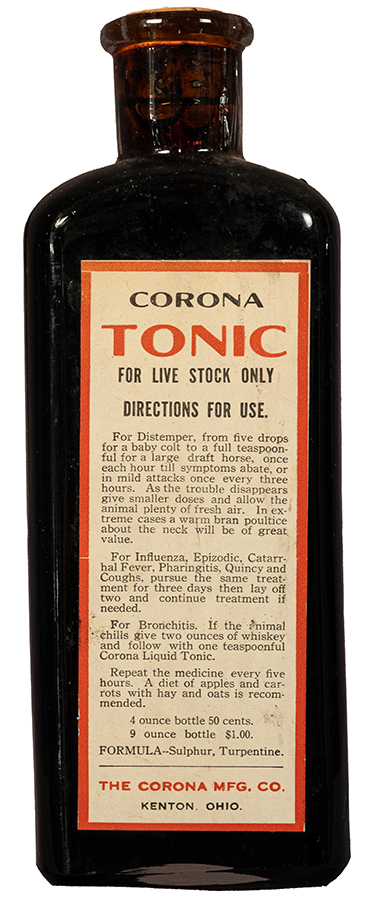 CORONA
TONIC
FOR LIVE STOCK ONLY
DIRECTIONS FOR USE.
For Distemper, from five drops
for a baby colt to a full teaspoon-
ful for a large draft horse, once
each hour till symptoms abate, or
in mild attacks once every three
hours. As the trouble disappears
give smaller doses and allow the
animal plenty of fresh air. In ex-
treme cases a warm bran poultice
about the neck will be of great
value.
For Influenza, Epizodic, Catarr-
hal Fever, Pharingitis, Quincy and
Coughs, pursue the same treat-
ment for three days then lay off
two and continue treatment if
needed.
For Bronchitis. If the animal
chills give two ounces of whiskey
and follow with one teaspoonful
Corona Liquid Tonic.
Repeat the medicine every five
hours. A diet of apples and car-
rots with hay and oats is recom-
mended.
4 ounce bottle 50 cents.
9 ounce bottle $1.00.
FORMULA--Sulphur, Turpentine.
THE CORONA MFG. CO.
KENTON, OHIO.